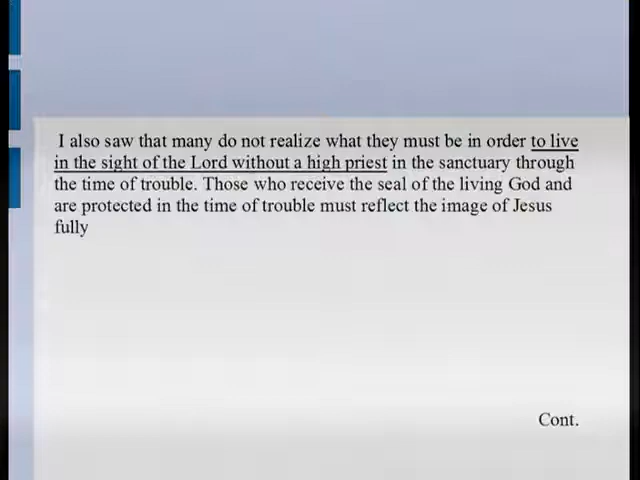 I also saw that many do not realize what they must be in order to live
in the sight of the Lord without a high priest in the sanctuary through
the time of trouble. Those who receive the seal of the living God and
are protected in the time of trouble must reflect the image of Jesus
fully
Cont.